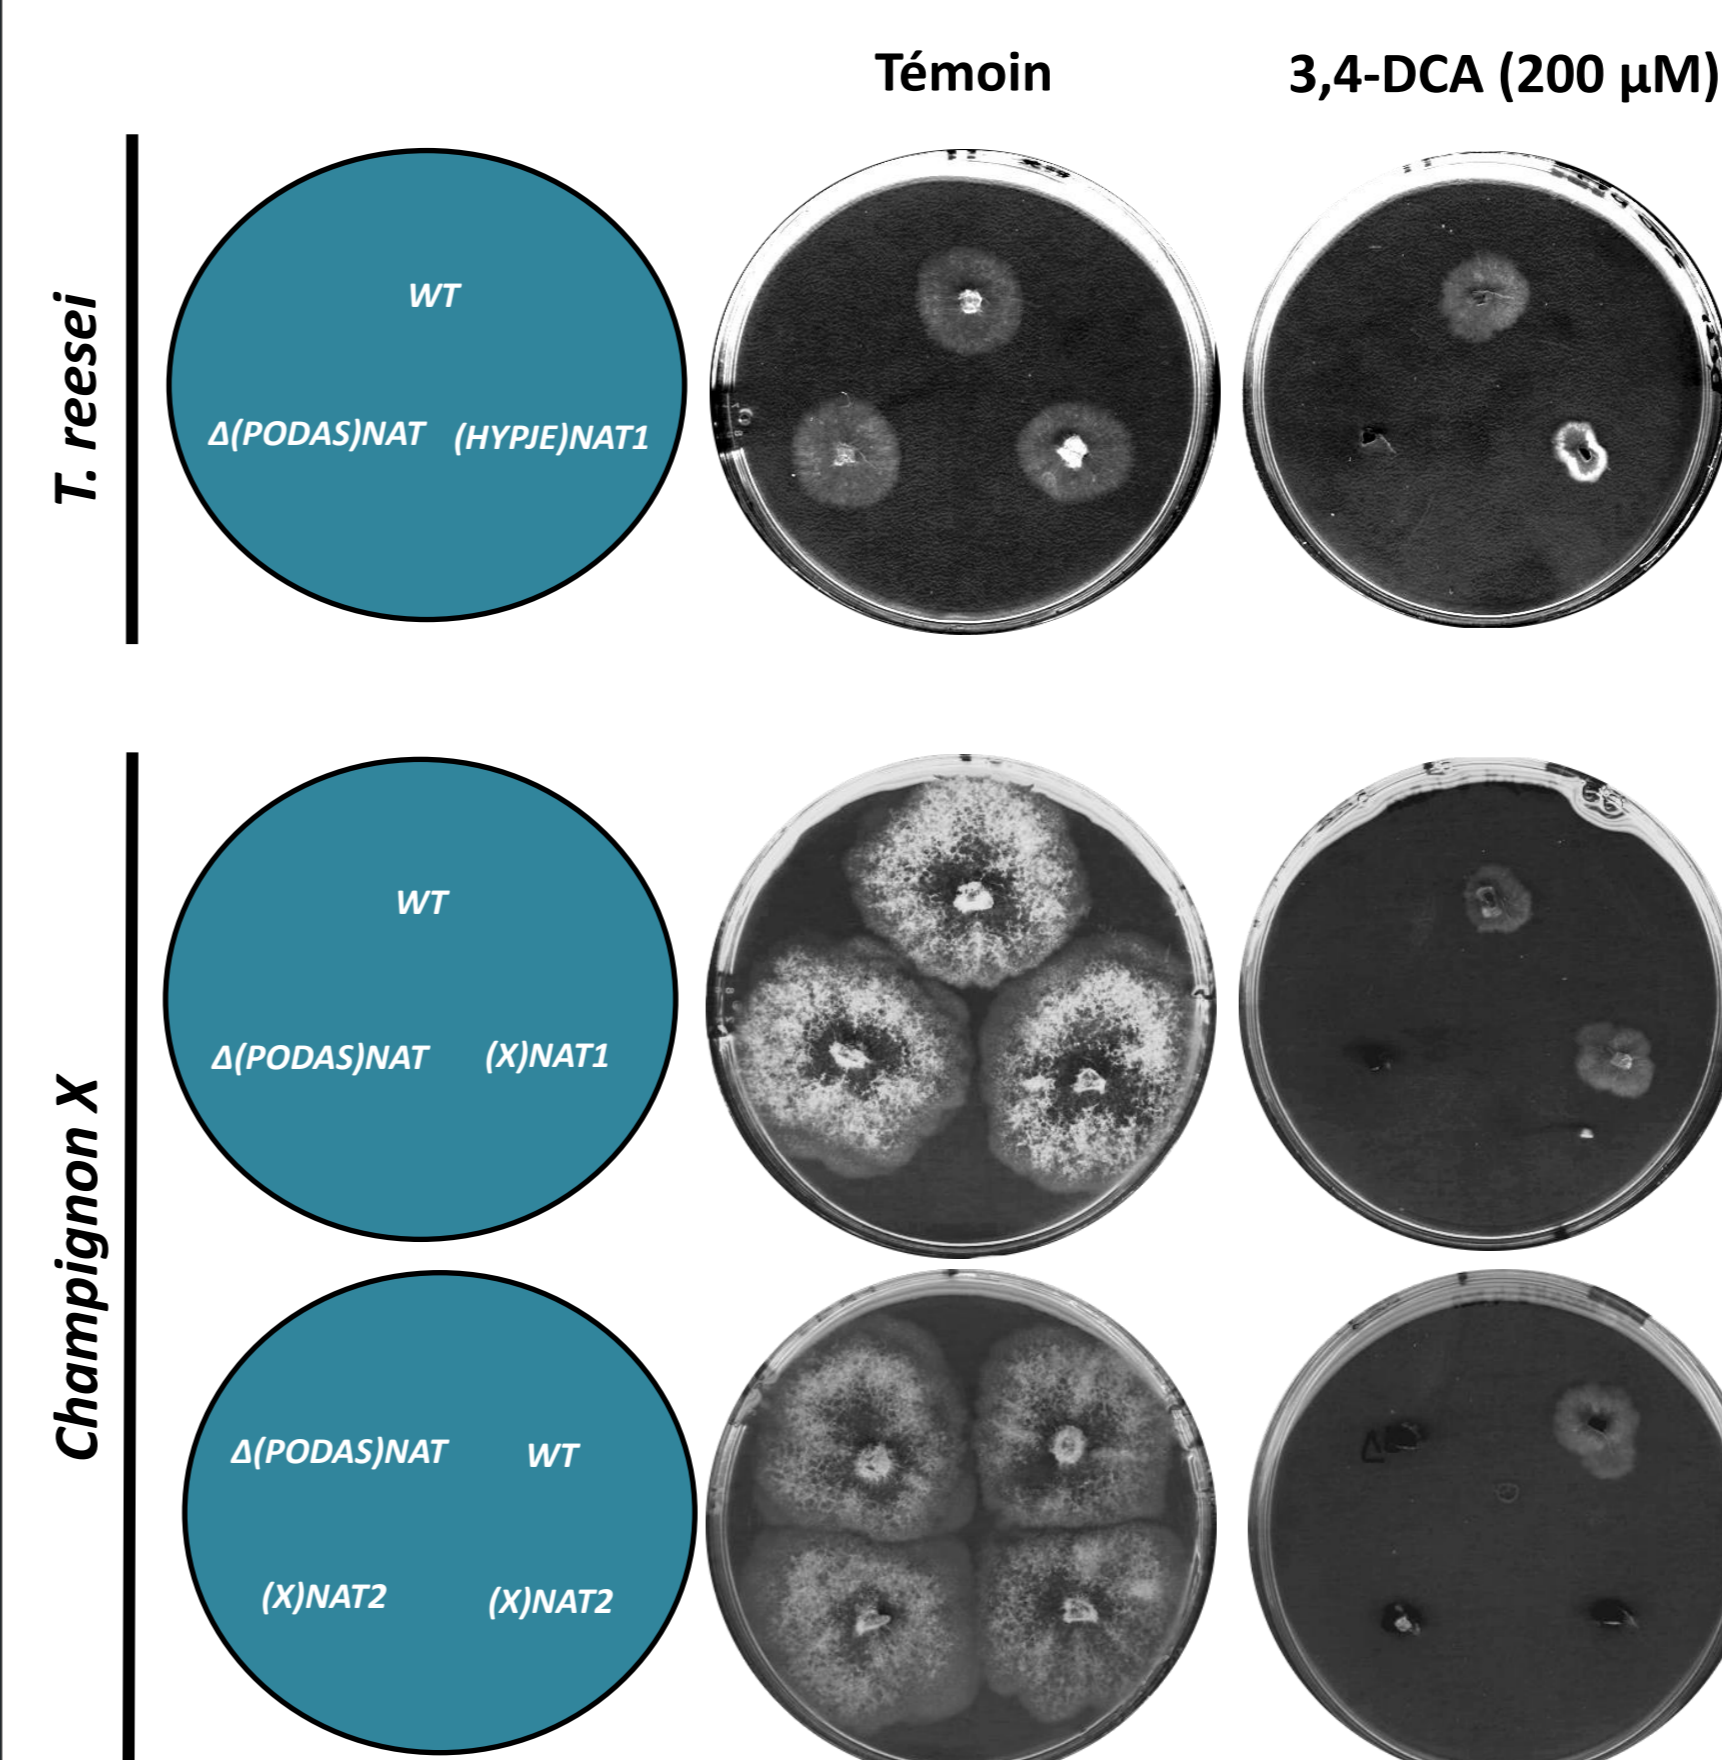 Témoin
3,4-DCA (200 µM)
T. reesei
WT
Δ(PODAS)NAT
(HYPJE)NAT1
Champignon X
WT
Δ(PODAS)NAT
(X)NAT1
Δ(PODAS)NAT
WT
(X)NAT2
(X)NAT2